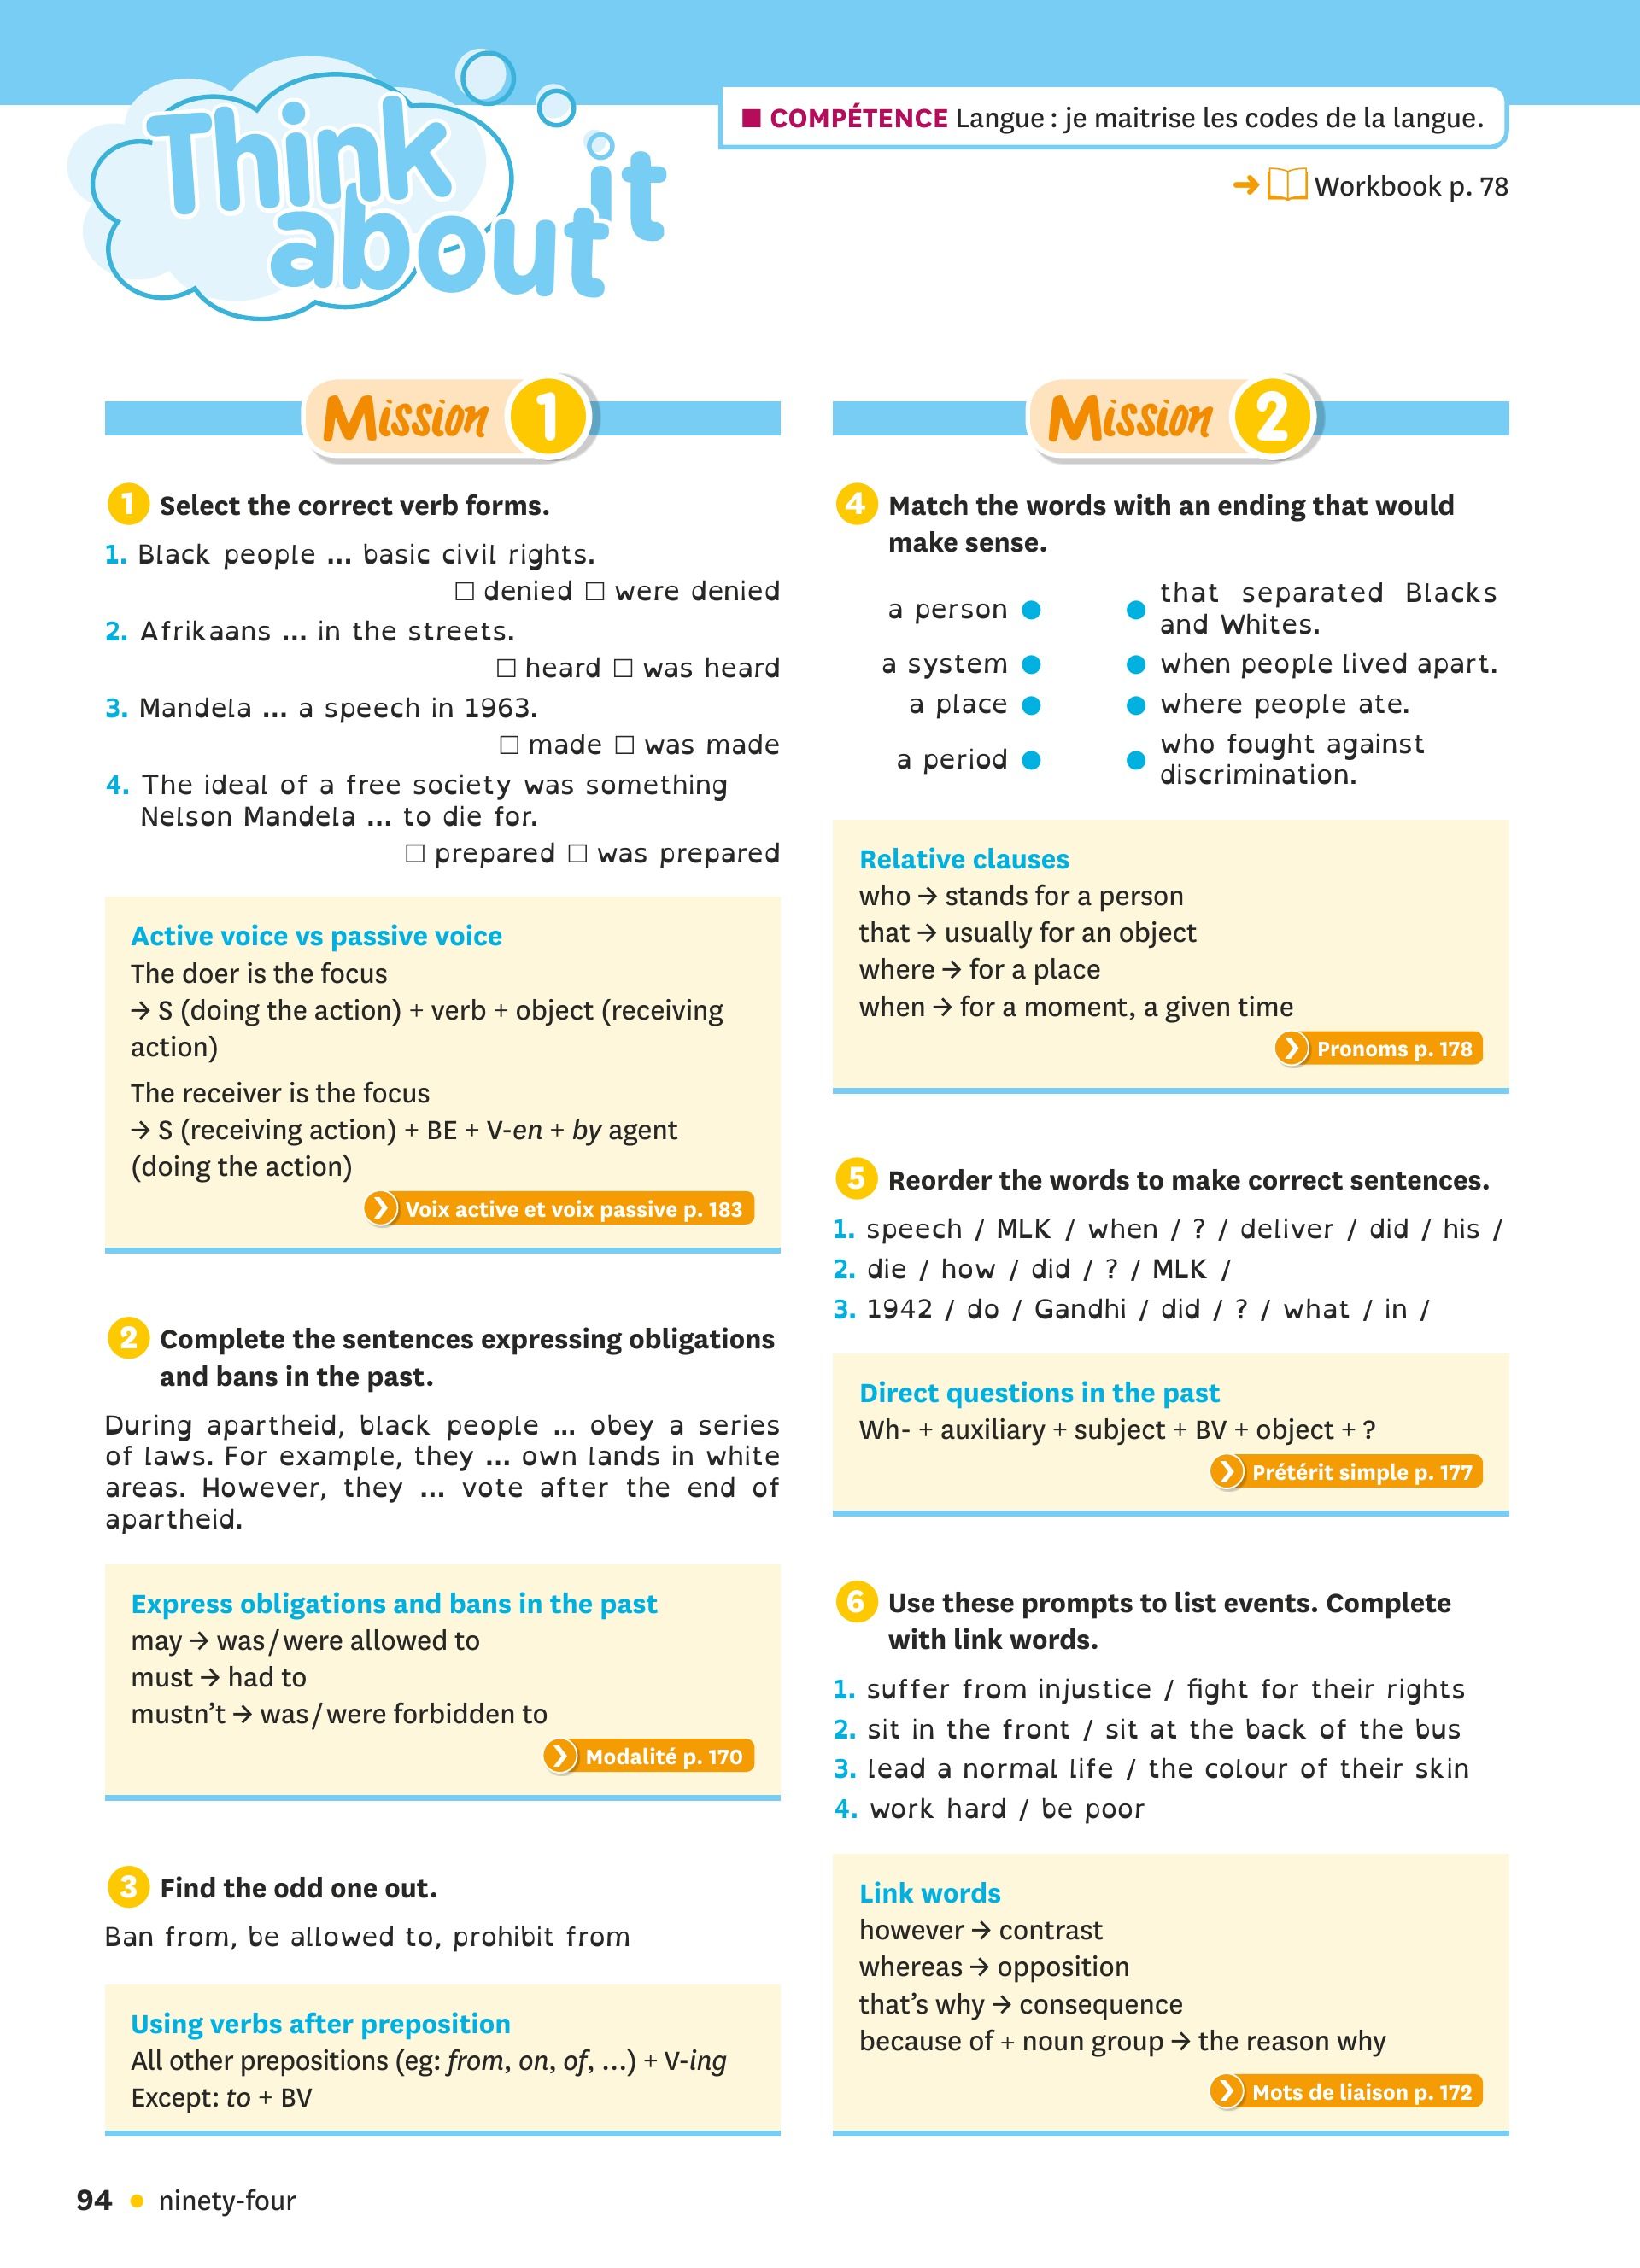 Think
about it
■ COMPÉTENCE Langue : je maitrise les codes de la langue.
➜ Workbook p. 78
Mission 1
1 Select the correct verb forms.
1. Black people ... basic civil rights.
□ denied □ were denied
2. Afrikaans ... in the streets.
□ heard □ was heard
3. Mandela ... a speech in 1963.
□ made □ was made
4. The ideal of a free society was something
Nelson Mandela ... to die for.
□ prepared □ was prepared
Active voice vs passive voice
The doer is the focus
→ S (doing the action) + verb + object (receiving
action)
The receiver is the focus
→ S (receiving action) + BE + V-en + by agent
(doing the action)
Voix active et voix passive p. 183
2 Complete the sentences expressing obligations
and bans in the past.
During apartheid, black people ... obey a series
of laws. For example, they ... own lands in white
areas. However, they ... vote after the end of
apartheid.
Express obligations and bans in the past
may → was/were allowed to
must → had to
mustn't → was/were forbidden to
Modalité p. 170
3 Find the odd one out.
Ban from, be allowed to, prohibit from
Using verbs after preposition
All other prepositions (eg: from, on, of, ...) + V-ing
Except: to + BV
Mission 2
4 Match the words with an ending that would
make sense.
a person ● ● that separated Blacks
and Whites.
a system ● ● when people lived apart.
a place ● ● where people ate.
a period ● ● who fought against
discrimination.
Relative clauses
who → stands for a person
that → usually for an object
where → for a place
when → for a moment, a given time
Pronoms p. 178
5 Reorder the words to make correct sentences.
1. speech / MLK / when / ? / deliver / did / his /
2. die / how / did / ? / MLK /
3. 1942 / do / Gandhi / did / ? / what / in /
Direct questions in the past
Wh- + auxiliary + subject + BV + object + ?
Prétérit simple p. 177
6 Use these prompts to list events. Complete
with link words.
1. suffer from injustice / fight for their rights
2. sit in the front / sit at the back of the bus
3. lead a normal life / the colour of their skin
4. work hard / be poor
Link words
however → contrast
whereas → opposition
that's why → consequence
because of + noun group → the reason why
Mots de liaison p. 172
94 • ninety-four